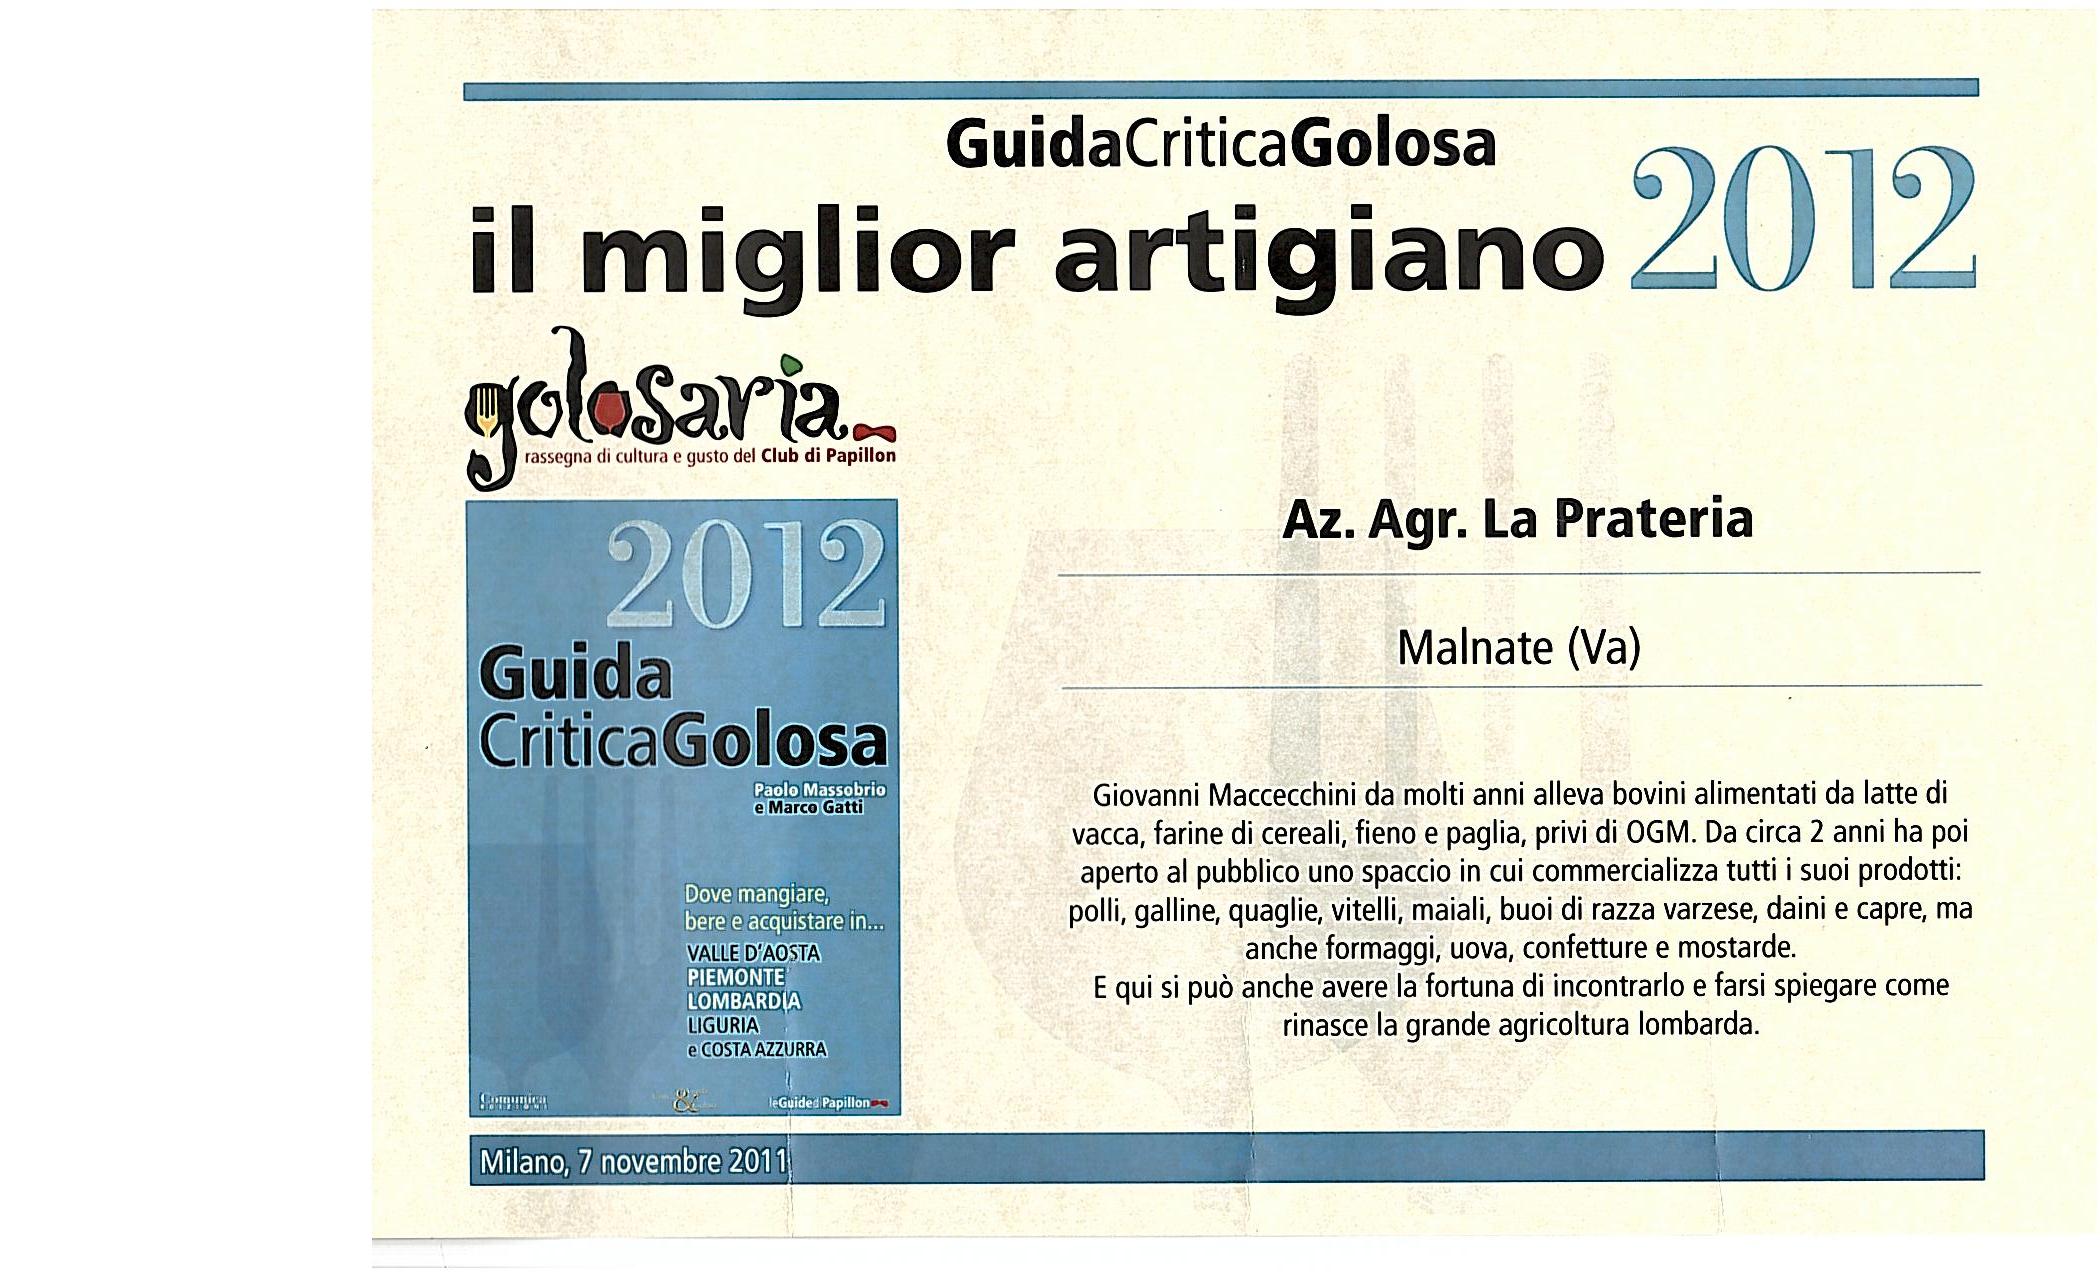 GuidaCriticaGolosa
il miglior artigiano 2012
golosaria
rassegna di cultura e gusto del Club di Papillon
2012
Guida
CriticaGolosa
Paolo Massobrio
e Marco Gatti
Dove mangiare,
bere e acquistare in...
VALLE D'AOSTA
PIEMONTE
LOMBARDIA
LIGURIA
e COSTA AZZURRA
Comunica
EDIZIONI
&
leGuidediPapillon
Az. Agr. La Prateria
Malnate (Va)
Giovanni Maccecchini da molti anni alleva bovini alimentati da latte di
vacca, farine di cereali, fieno e paglia, privi di OGM. Da circa 2 anni ha poi
aperto al pubblico uno spaccio in cui commercializza tutti i suoi prodotti:
polli, galline, quaglie, vitelli, maiali, buoi di razza varzese, daini e capre, ma
anche formaggi, uova, confetture e mostarde.
E qui si può anche avere la fortuna di incontrarlo e farsi spiegare come
rinasce la grande agricoltura lombarda.
Milano, 7 novembre 2011